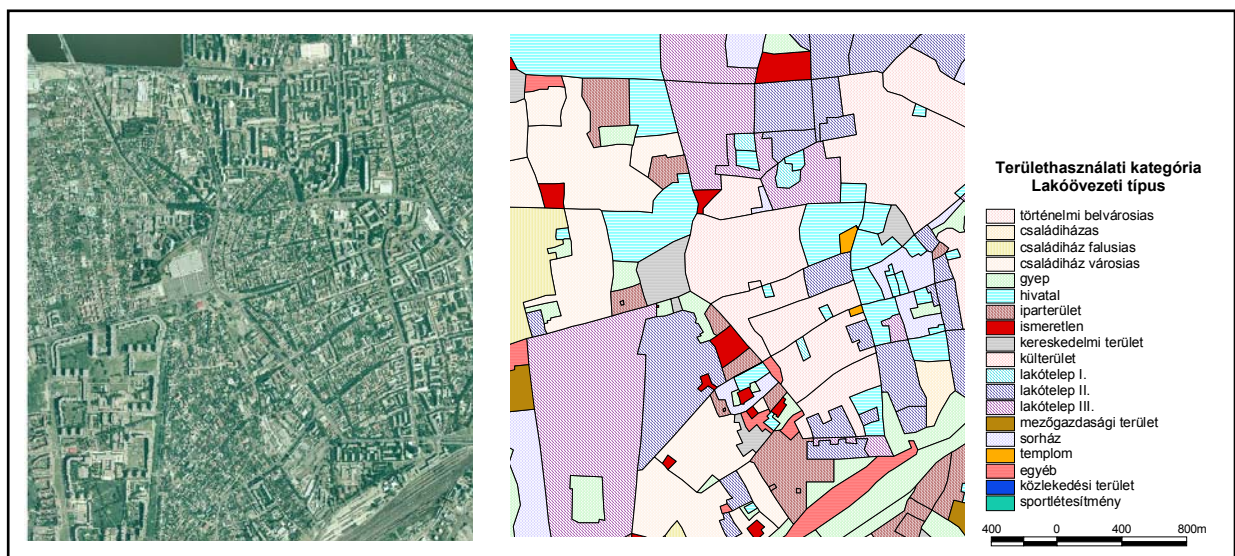 Területhasználati kategória
Lakóövezeti típus
történelmi belvárosias
családiházas
családiház falusias
családiház városias
gyep
hivatal
iparterület
ismeretlen
kereskedelmi terület
külterület
lakótelep I.
lakótelep II.
lakótelep III.
mezőgazdasági terület
sorház
templom
egyéb
közlekedési terület
sportlétesítmény
400 0 400 800m